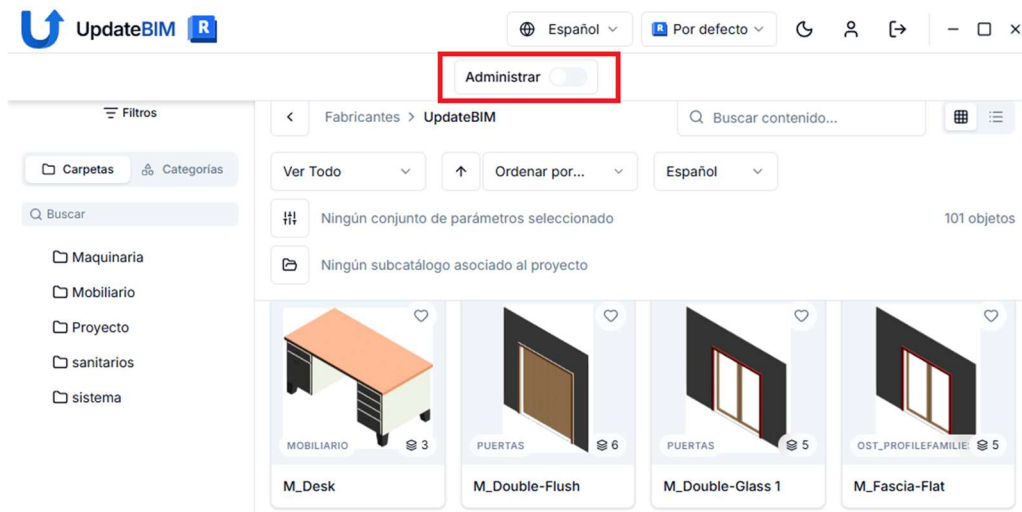 UpdateBIM R Español R Por defecto
Administrar
Filtros
Fabricantes > UpdateBIM
Buscar contenido...
Carpetas Categorías
Ver Todo Ordenar por... Español
Buscar
Ningún conjunto de parámetros seleccionado 101 objetos
Maquinaria
Ningún subcatálogo asociado al proyecto
Mobiliario
Proyecto
sanitarios
sistema
MOBILIARIO 3 PUERTAS 6 PUERTAS 5 OST_PROFILEFAMILIE 5
M_Desk M_Double-Flush M_Double-Glass 1 M_Fascia-Flat